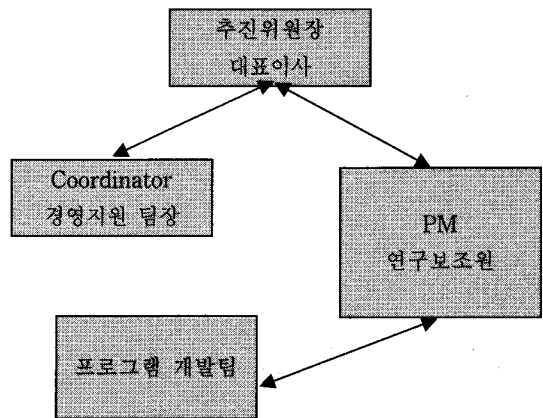 추진위원장
대표이사
Coordinator
경영지원 팀장
PM
연구보조원
프로그램 개발팀